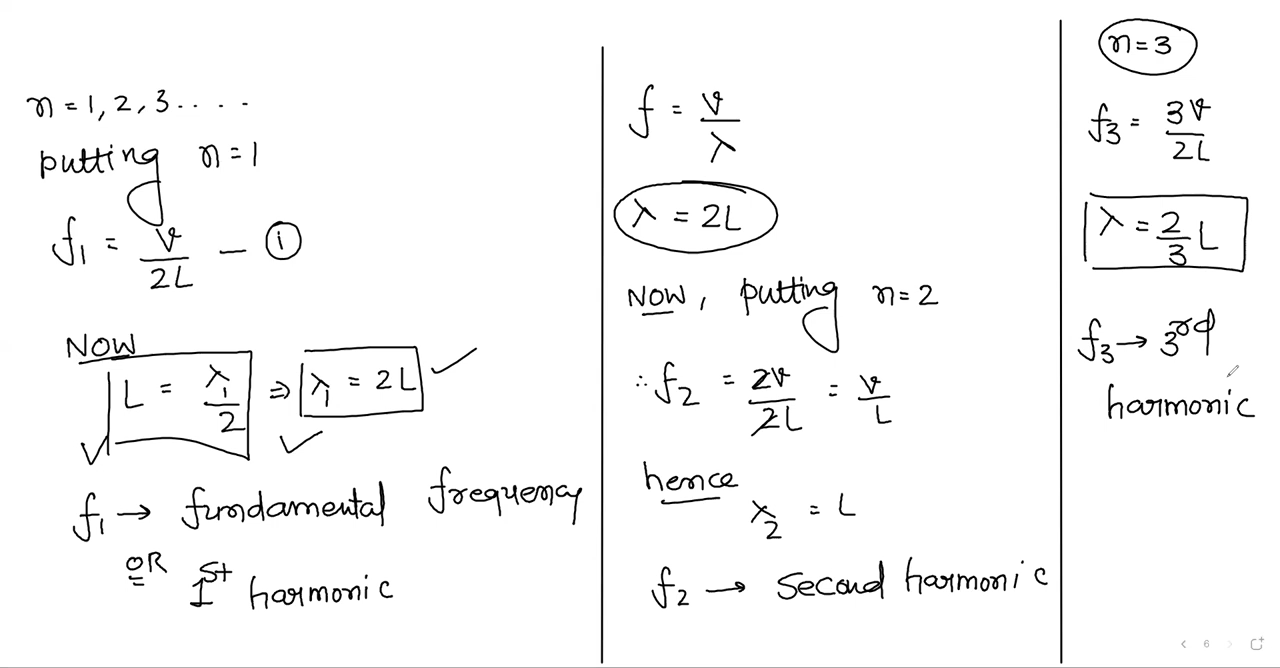 n = 1, 2, 3 .....
putting n = 1
f₁ = v/2L — ①
NOW
L = λ₁/2 ⇒ λ₁ = 2L
f₁ → fundamental frequency
OR
1st harmonic
f = v/λ
λ = 2L
NOW, putting n = 2
∴ f₂ = 2v/2L = v/L
hence
λ₂ = L
f₂ → second harmonic
n = 3
f₃ = 3v/2L
λ = 2/3 L
f₃ → 3rd
harmonic
6